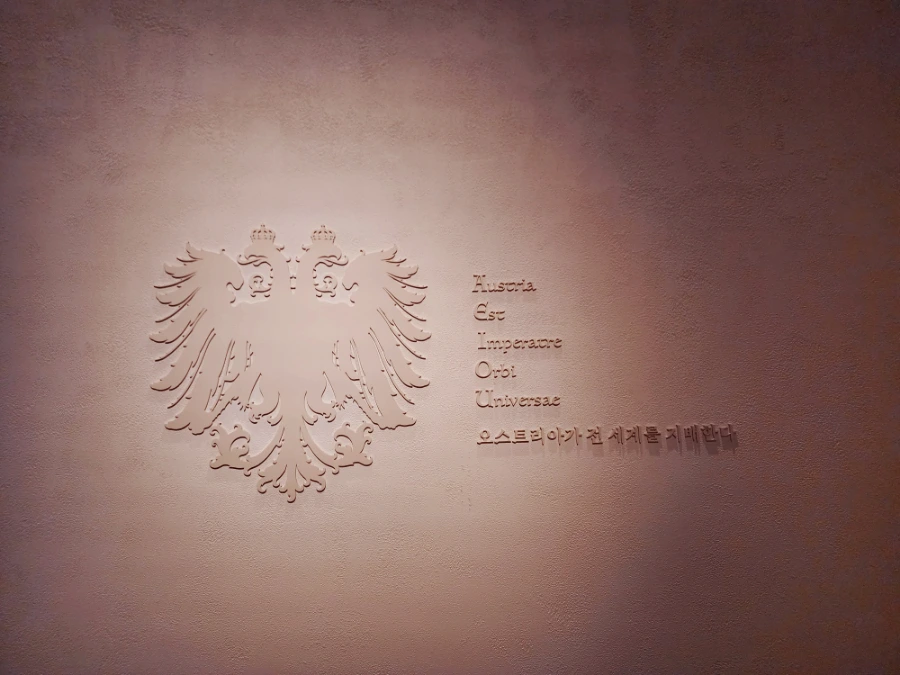 Austria
Est
Imperatre
Orbi
Universae
오스트리아가 전 세계를 지배한다